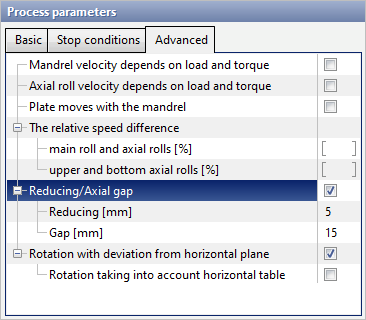 Process parameters
Basic Stop conditions Advanced
Mandrel velocity depends on load and torque
Axial roll velocity depends on load and torque
Plate moves with the mandrel
The relative speed difference
main roll and axial rolls [%] [ ]
upper and bottom axial rolls [%] [ ]
Reducing/Axial gap
Reducing [mm] 5
Gap [mm] 15
Rotation with deviation from horizontal plane
Rotation taking into account horizontal table